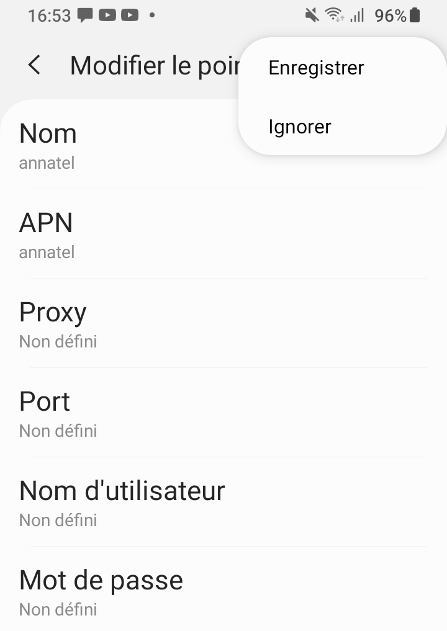 16:53 96%
Modifier le poi
Enregistrer
Ignorer
Nom
annatel
APN
annatel
Proxy
Non défini
Port
Non défini
Nom d'utilisateur
Non défini
Mot de passe
Non défini